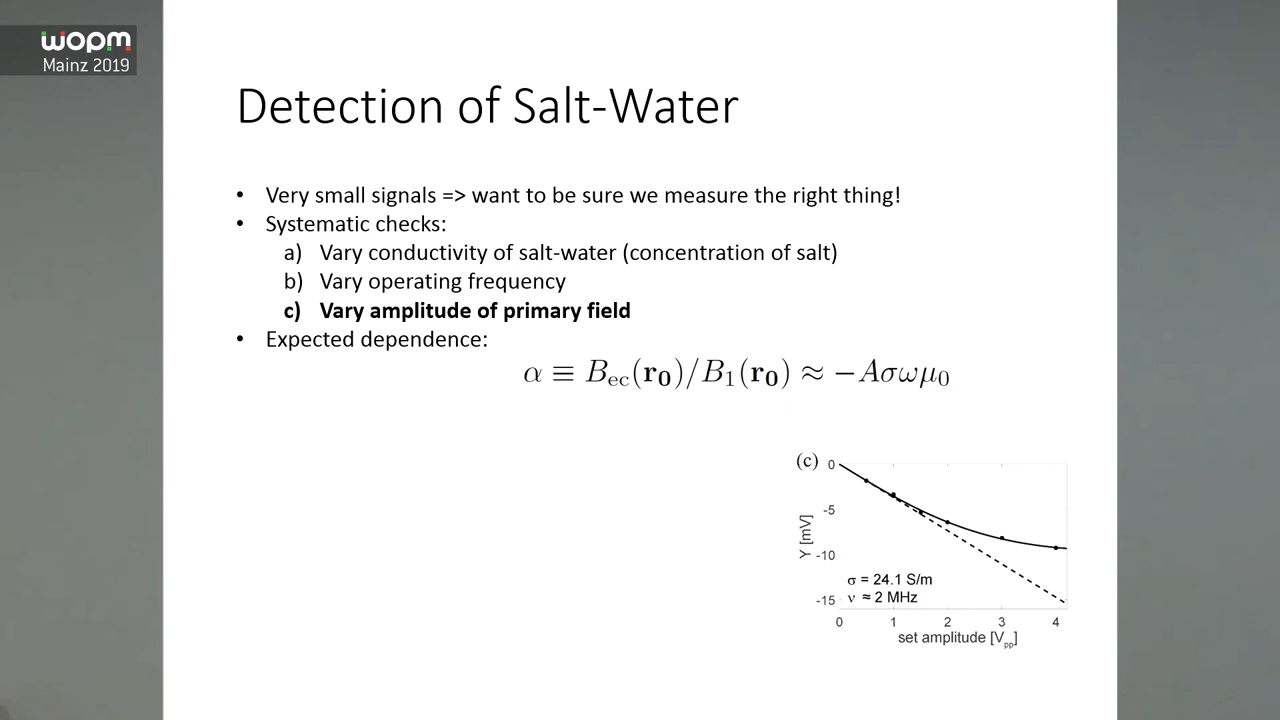 wopm
Mainz 2019
Detection of Salt-Water
• Very small signals => want to be sure we measure the right thing!
• Systematic checks:
a) Vary conductivity of salt-water (concentration of salt)
b) Vary operating frequency
c) Vary amplitude of primary field
• Expected dependence:
α ≡ B_ec(r_0)/B_1(r_0) ≈ −Aσωμ_0
(c)
0
-5
-10
-15
Y [mV]
σ = 24.1 S/m
ν ≈ 2 MHz
0 1 2 3 4
set amplitude [V_pp]